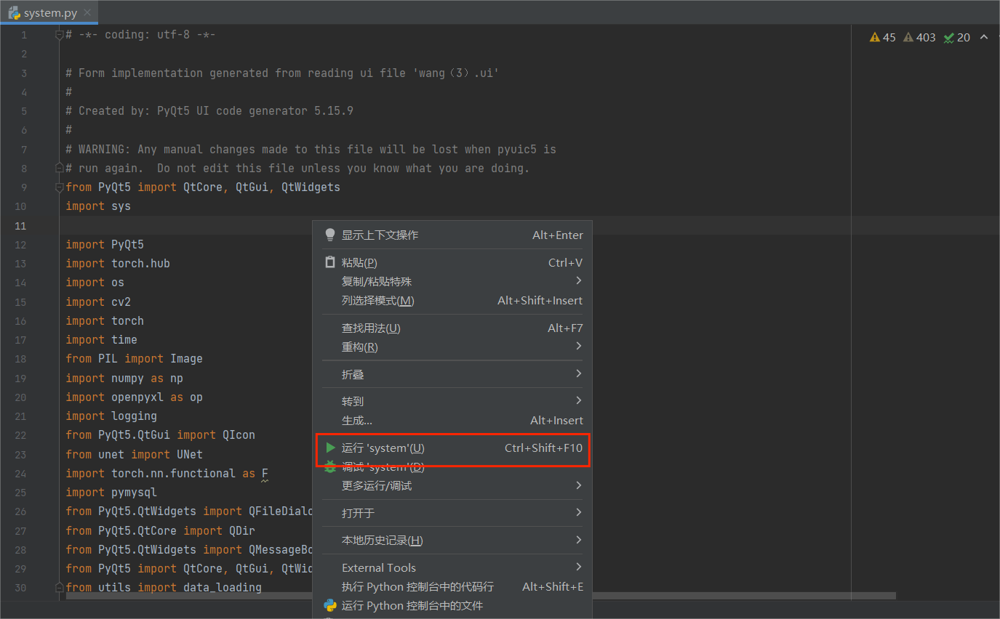 system.py
45 403 20
1 # -*- coding: utf-8 -*-
2
3 # Form implementation generated from reading ui file 'wang（3）.ui'
4 #
5 # Created by: PyQt5 UI code generator 5.15.9
6 #
7 # WARNING: Any manual changes made to this file will be lost when pyuic5 is
8 # run again.  Do not edit this file unless you know what you are doing.
9 from PyQt5 import QtCore, QtGui, QtWidgets
10 import sys
11
12 import PyQt5
13 import torch.hub
14 import os
15 import cv2
16 import torch
17 import time
18 from PIL import Image
19 import numpy as np
20 import openpyxl as op
21 import logging
22 from PyQt5.QtGui import QIcon
23 from unet import UNet
24 import torch.nn.functional as F
25 import pymysql
26 from PyQt5.QtWidgets import QFileDialo
27 from PyQt5.QtCore import QDir
28 from PyQt5.QtWidgets import QMessageBo
29 from PyQt5 import QtCore, QtGui, QtWid
30 from utils import data_loading
显示上下文操作 Alt+Enter
粘贴(P) Ctrl+V
复制/粘贴特殊
列选择模式(M) Alt+Shift+Insert
查找用法(U) Alt+F7
重构(R)
折叠
转到
生成... Alt+Insert
运行 'system'(U) Ctrl+Shift+F10
调试 'system'(D)
更多运行/调试
打开于
本地历史记录(H)
External Tools
执行 Python 控制台中的代码行 Alt+Shift+E
运行 Python 控制台中的文件